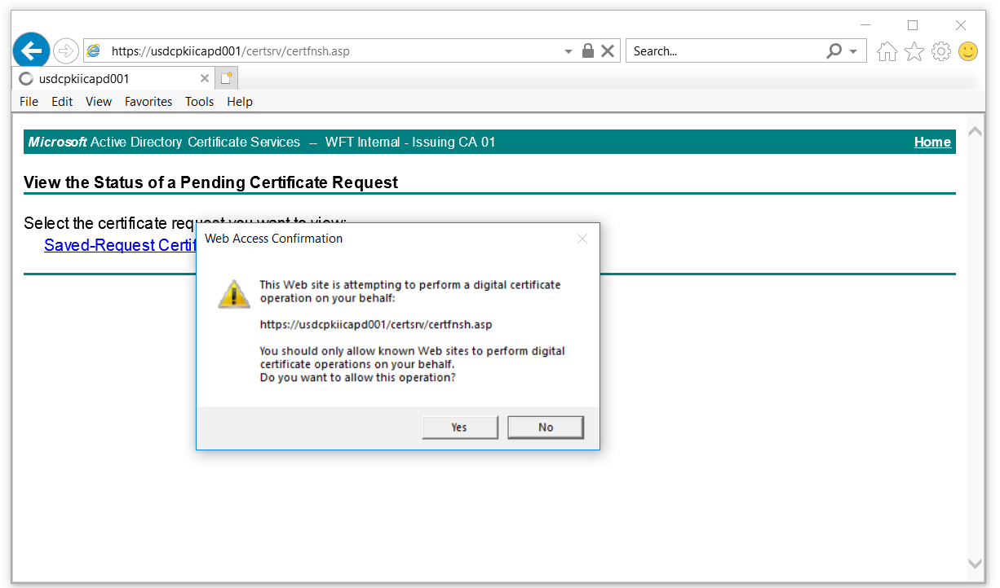 https://usdcpkiicapd001/certsrv/certfnsh.asp
Search...
usdcpkiicapd001
File Edit View Favorites Tools Help
Microsoft Active Directory Certificate Services -- WFT Internal - Issuing CA 01
Home
View the Status of a Pending Certificate Request
Select the certificate request you want to view:
Saved-Request Certif
Web Access Confirmation
This Web site is attempting to perform a digital certificate
operation on your behalf:
https://usdcpkiicapd001/certsrv/certfnsh.asp
You should only allow known Web sites to perform digital
certificate operations on your behalf.
Do you want to allow this operation?
Yes No